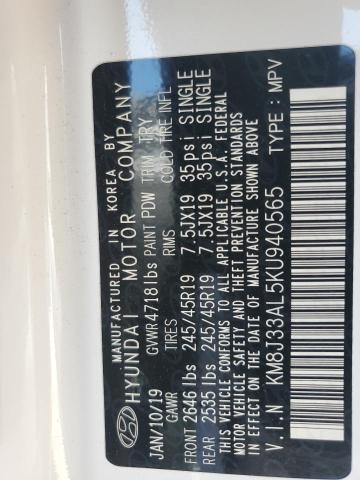 MANUFACTURED IN KOREA BY
HYUNDAI MOTOR COMPANY
JAN/10/19 GVWR 4718lbs PAINT PDW TRIM TRY
GAWR TIRES RIMS COLD TIRE INFL
FRONT 2646 lbs 245/45R19 7.5JX19 35psi SINGLE
REAR 2535 lbs 245/45R19 7.5JX19 35psi SINGLE
THIS VEHICLE CONFORMS TO ALL APPLICABLE U.S.A. FEDERAL
MOTOR VEHICLE SAFETY AND THEFT PREVENTION STANDARDS
IN EFFECT ON THE DATE OF MANUFACTURE SHOWN ABOVE
V.I.N KM8J33AL5KU940565 TYPE: MPV